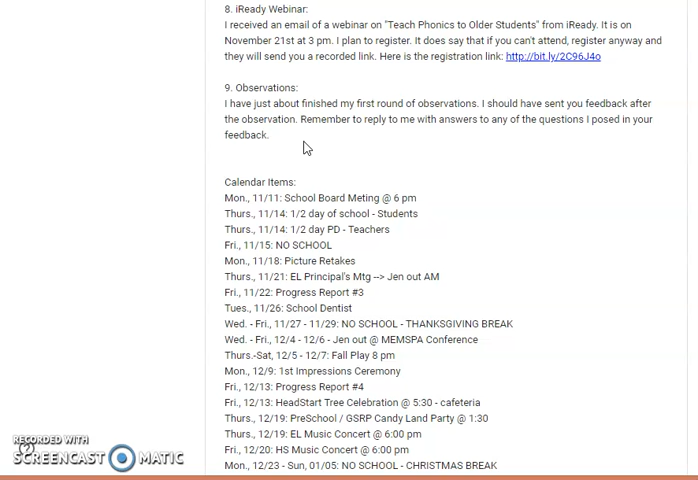 8. iReady Webinar:
I received an email of a webinar on "Teach Phonics to Older Students" from iReady. It is on
November 21st at 3 pm. I plan to register. It does say that if you can't attend, register anyway and
they will send you a recorded link. Here is the registration link: http://bit.ly/2C96J4o
9. Observations:
I have just about finished my first round of observations. I should have sent you feedback after
the observation. Remember to reply to me with answers to any of the questions I posed in your
feedback.
Calendar Items:
Mon., 11/11: School Board Meting @ 6 pm
Thurs., 11/14: 1/2 day of school - Students
Thurs., 11/14: 1/2 day PD - Teachers
Fri., 11/15: NO SCHOOL
Mon., 11/18: Picture Retakes
Thurs., 11/21: EL Principal's Mtg --> Jen out AM
Fri., 11/22: Progress Report #3
Tues., 11/26: School Dentist
Wed. - Fri., 11/27 - 11/29: NO SCHOOL - THANKSGIVING BREAK
Wed. - Fri., 12/4 - 12/6 - Jen out @ MEMSPA Conference
Thurs.-Sat, 12/5 - 12/7: Fall Play 8 pm
Mon., 12/9: 1st Impressions Ceremony
Fri., 12/13: Progress Report #4
Fri., 12/13: HeadStart Tree Celebration @ 5:30 - cafeteria
Thurs., 12/19: PreSchool / GSRP Candy Land Party @ 1:30
Thurs., 12/19: EL Music Concert @ 6:00 pm
Fri., 12/20: HS Music Concert @ 6:00 pm
Mon., 12/23 - Sun, 01/05: NO SCHOOL - CHRISTMAS BREAK
RECORDED WITH
SCREENCAST MATIC